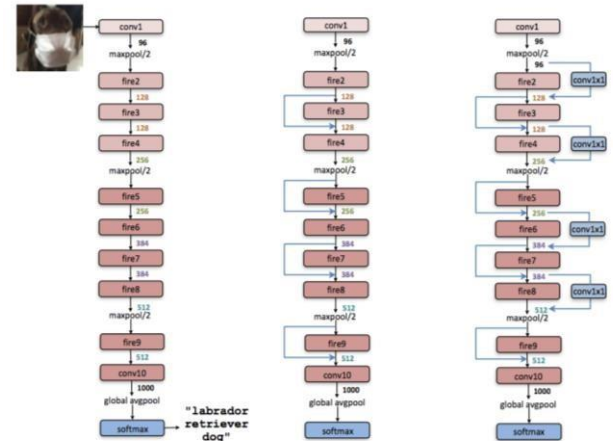 conv1
96
maxpool/2
fire2
128
fire3
128
fire4
256
maxpool/2
fire5
256
fire6
384
fire7
384
fire8
512
maxpool/2
fire9
512
conv10
1000
global avgpool
softmax
"labrador
retriever
dog"
conv1
96
maxpool/2
fire2
128
fire3
128
fire4
256
maxpool/2
fire5
256
fire6
384
fire7
384
fire8
512
maxpool/2
fire9
512
conv10
1000
global avgpool
softmax
conv1
96
maxpool/2
96
conv1x1
fire2
128
fire3
128
conv1x1
fire4
256
maxpool/2
fire5
256
conv1x1
fire6
384
fire7
384
conv1x1
fire8
512
maxpool/2
fire9
512
conv10
1000
global avgpool
softmax